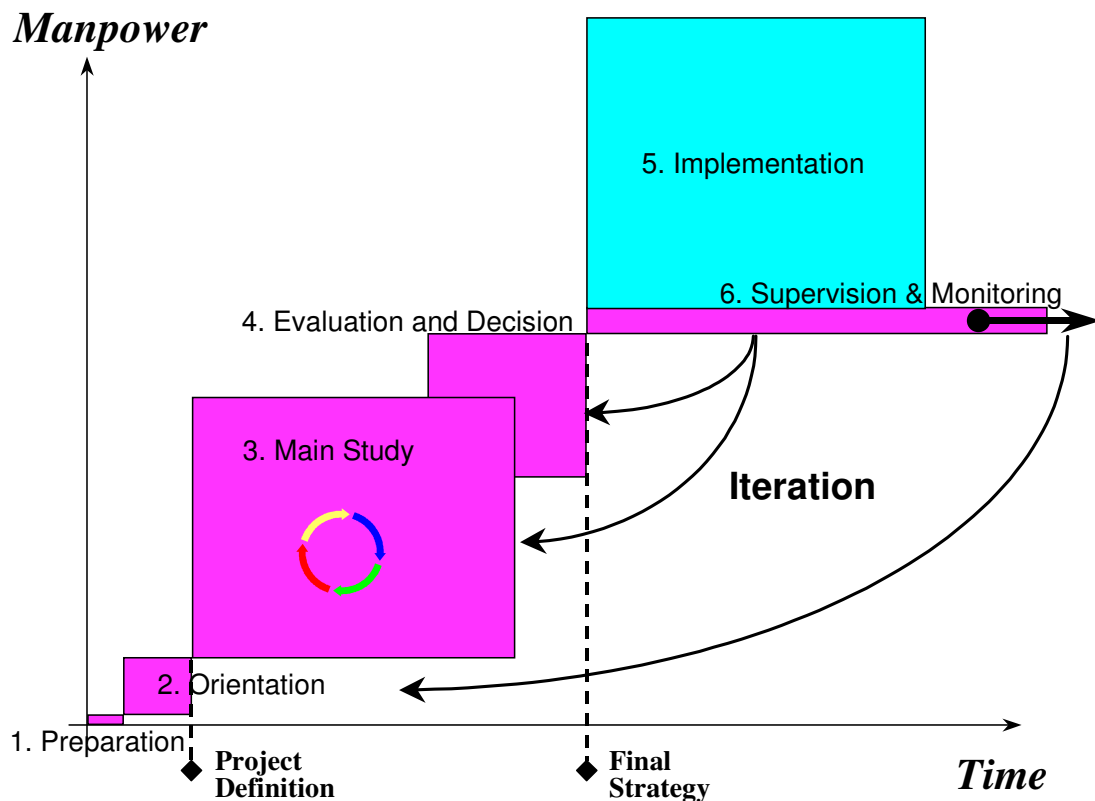 Manpower
5. Implementation
6. Supervision & Monitoring
4. Evaluation and Decision
3. Main Study
Iteration
2. Orientation
1. Preparation
Project
Definition
Final
Strategy
Time